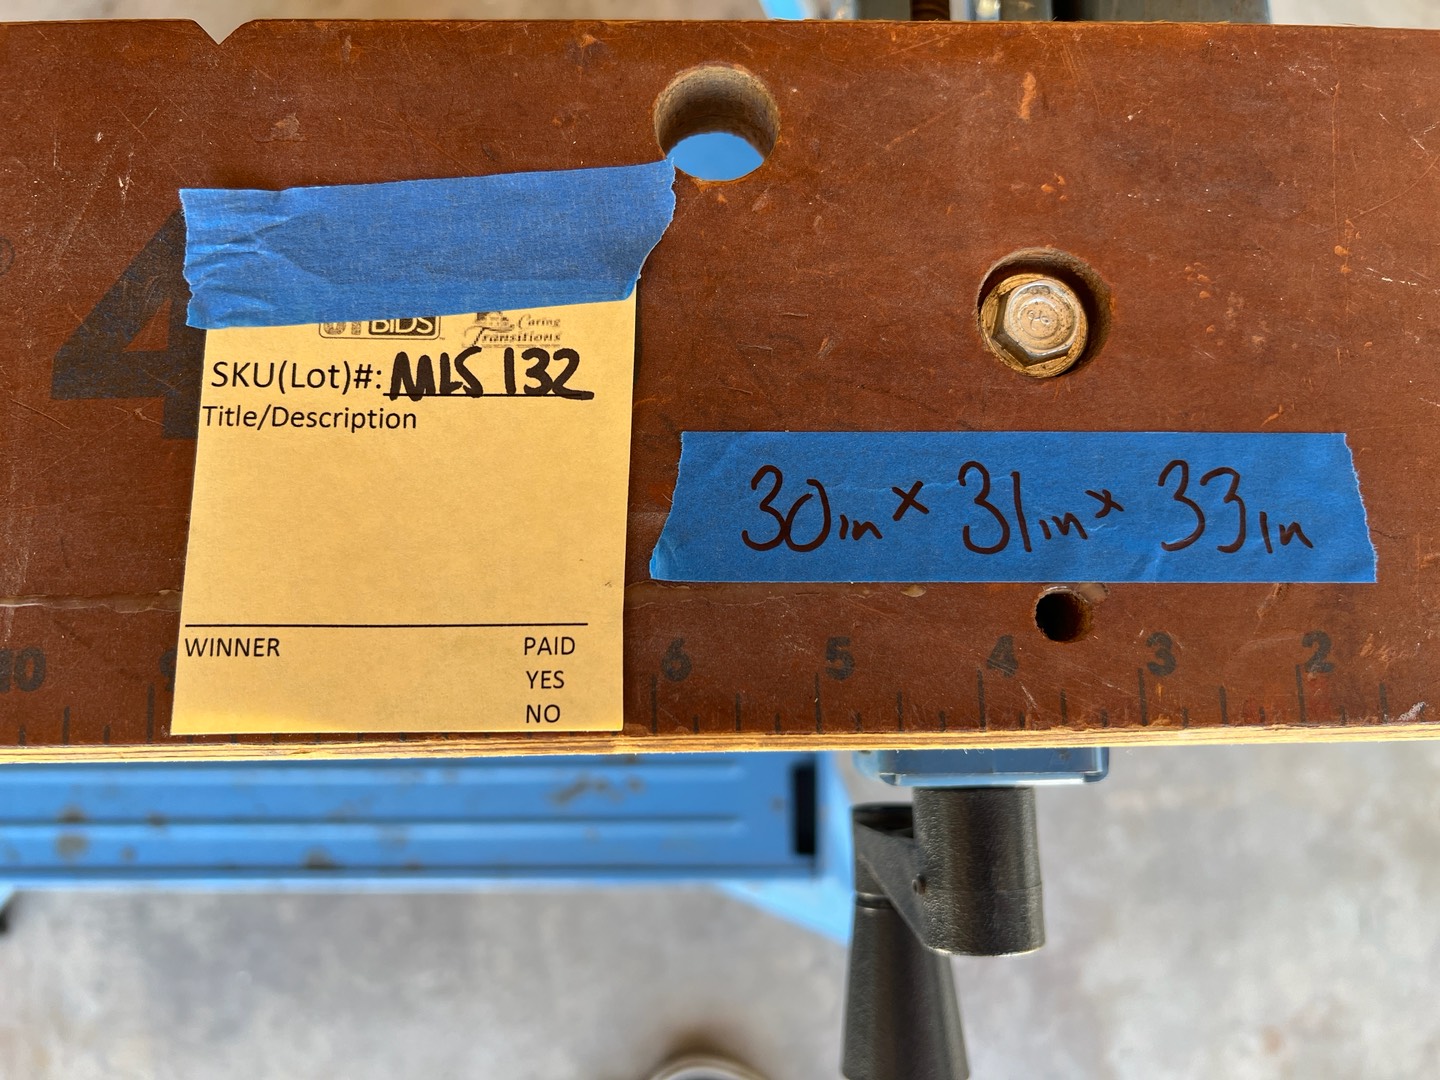 4
BIDS
Caring
Transitions
SKU(Lot)#: MLS 132
Title/Description
30in x 31in x 33in
WINNER PAID
YES
NO
10 9 6 5 4 3 2